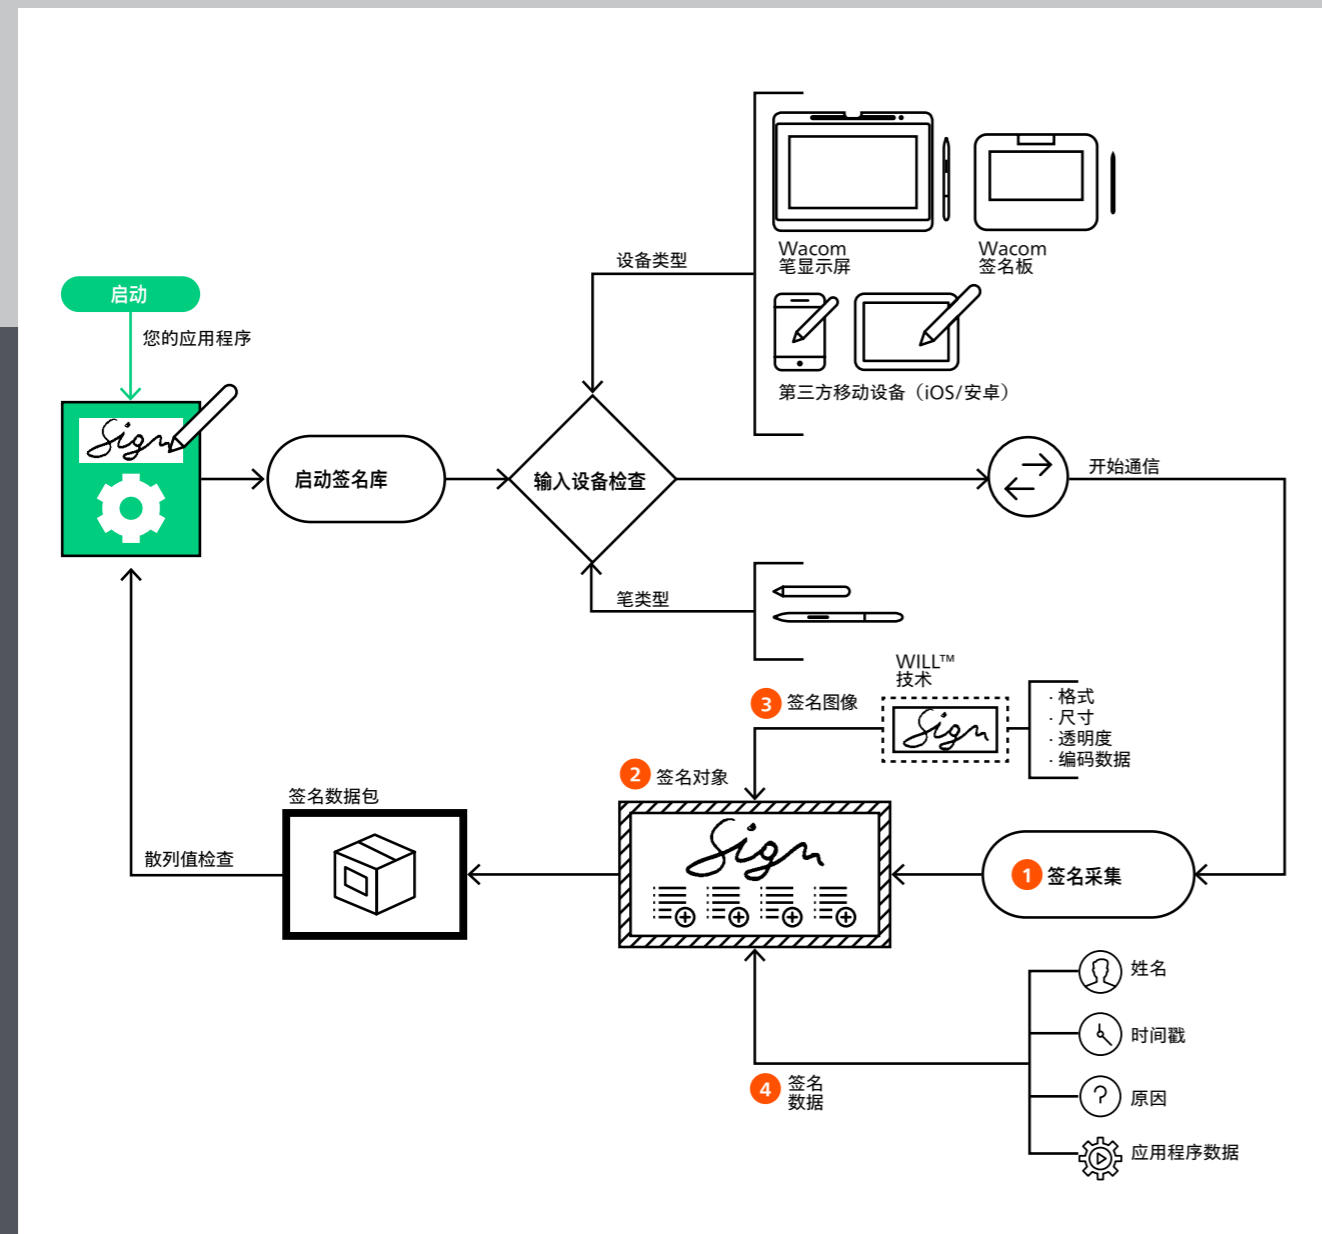 Wacom
笔显示屏
Wacom
签名板
设备类型
启动
您的应用程序
第三方移动设备（iOS/安卓）
Sign
启动签名库
输入设备检查
开始通信
笔类型
WILL™
技术
3 签名图像
Sign
· 格式
· 尺寸
· 透明度
· 编码数据
2 签名对象
签名数据包
Sign
散列值检查
1 签名采集
姓名
时间戳
4 签名
数据
原因
应用程序数据